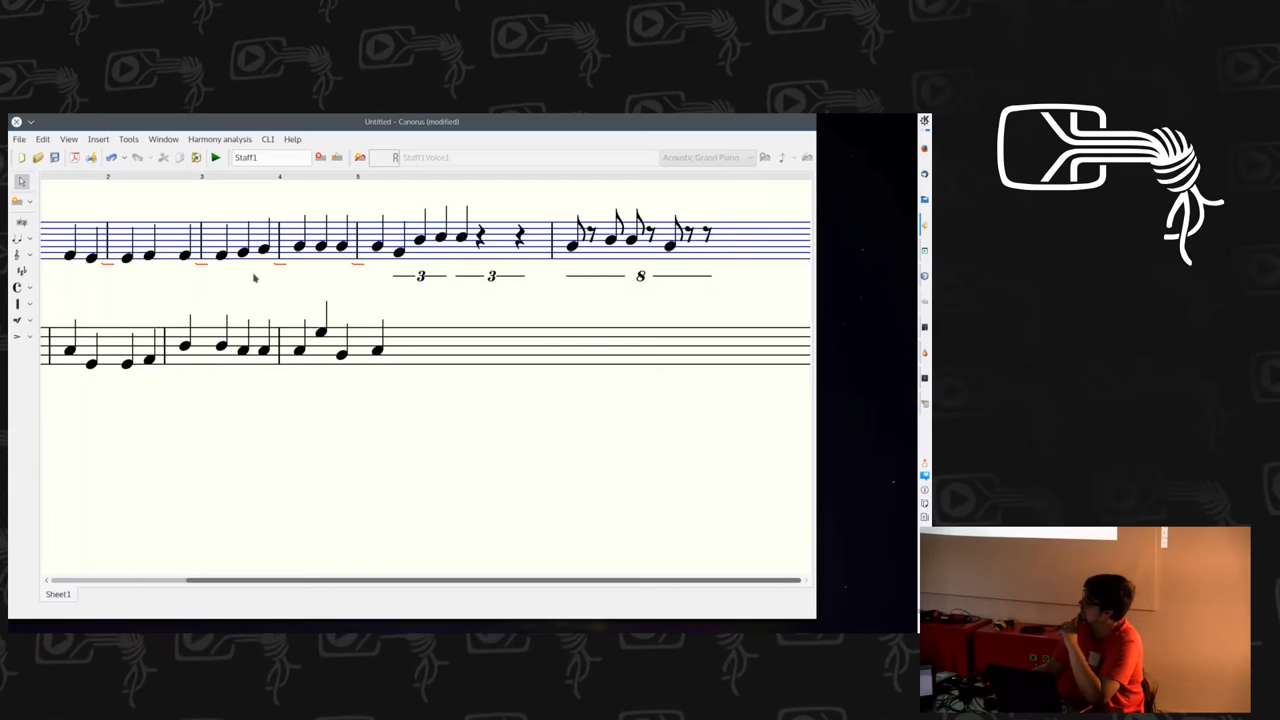 Untitled - Canorus (modified)
File Edit View Insert Tools Window Harmony analysis CLI Help
Staff1 Staff1Voice1 Acoustic Grand Piano
2 3 4 5
3 3 8
Sheet1